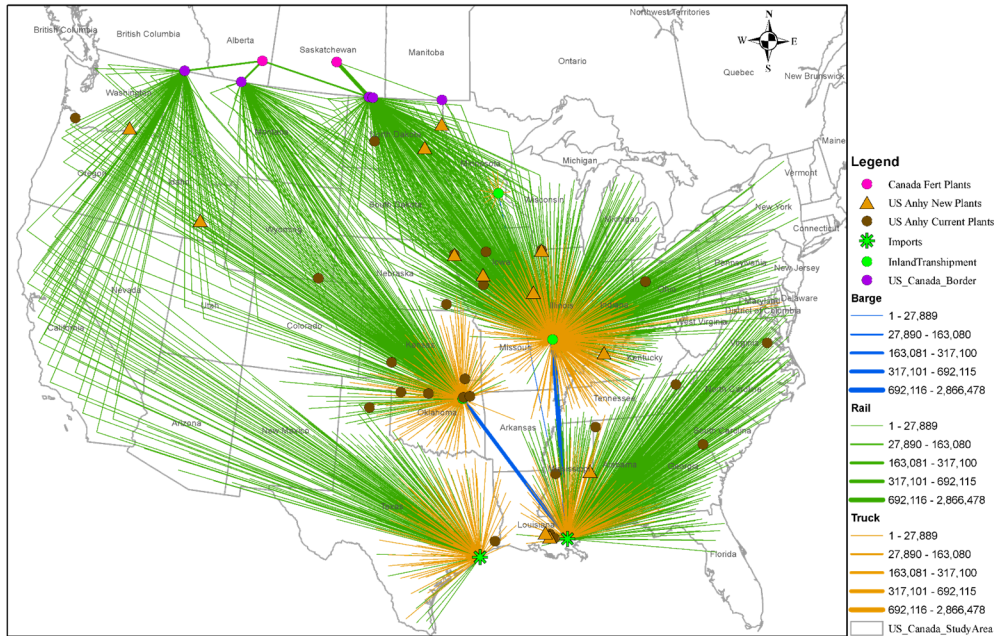 Northwest Territories
British Columbia
British Columbia
Alberta
Saskatchewan
Manitoba
Ontario
Quebec
New Brunswick
N
W E
S
Washington
Montana
North Dakota
Minnesota
Michigan
Maine
Oregon
Idaho
South Dakota
Wisconsin
Michigan
Vermont
New York
Wyoming
Connecticut
Nebraska
Iowa
Pennsylvania
New Jersey
Nevada
Utah
Illinois
Indiana
Ohio
Maryland
Delaware
District of Columbia
California
Colorado
Kansas
Missouri
West Virginia
Virginia
Kentucky
Arizona
New Mexico
Oklahoma
Arkansas
Tennessee
North Carolina
South Carolina
Texas
Mississippi
Alabama
Georgia
Louisiana
Florida
Legend
Canada Fert Plants
US Anhy New Plants
US Anhy Current Plants
Imports
InlandTranshipment
US_Canada_Border
Barge
1 - 27,889
27,890 - 163,080
163,081 - 317,100
317,101 - 692,115
692,116 - 2,866,478
Rail
1 - 27,889
27,890 - 163,080
163,081 - 317,100
317,101 - 692,115
692,116 - 2,866,478
Truck
1 - 27,889
27,890 - 163,080
163,081 - 317,100
317,101 - 692,115
692,116 - 2,866,478
US_Canada_StudyArea